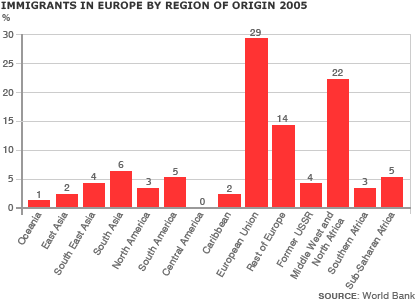 IMMIGRANTS IN EUROPE BY REGION OF ORIGIN 2005
%
30
25
20
15
10
5
0
1
2
4
6
3
5
0
2
29
14
4
22
3
5
Oceania
East Asia
South East Asia
South Asia
North America
South America
Central America
Caribbean
European Union
Rest of Europe
Former USSR
Middle West and
North Africa
Southern Africa
Sub-Saharan Africa
SOURCE: World Bank